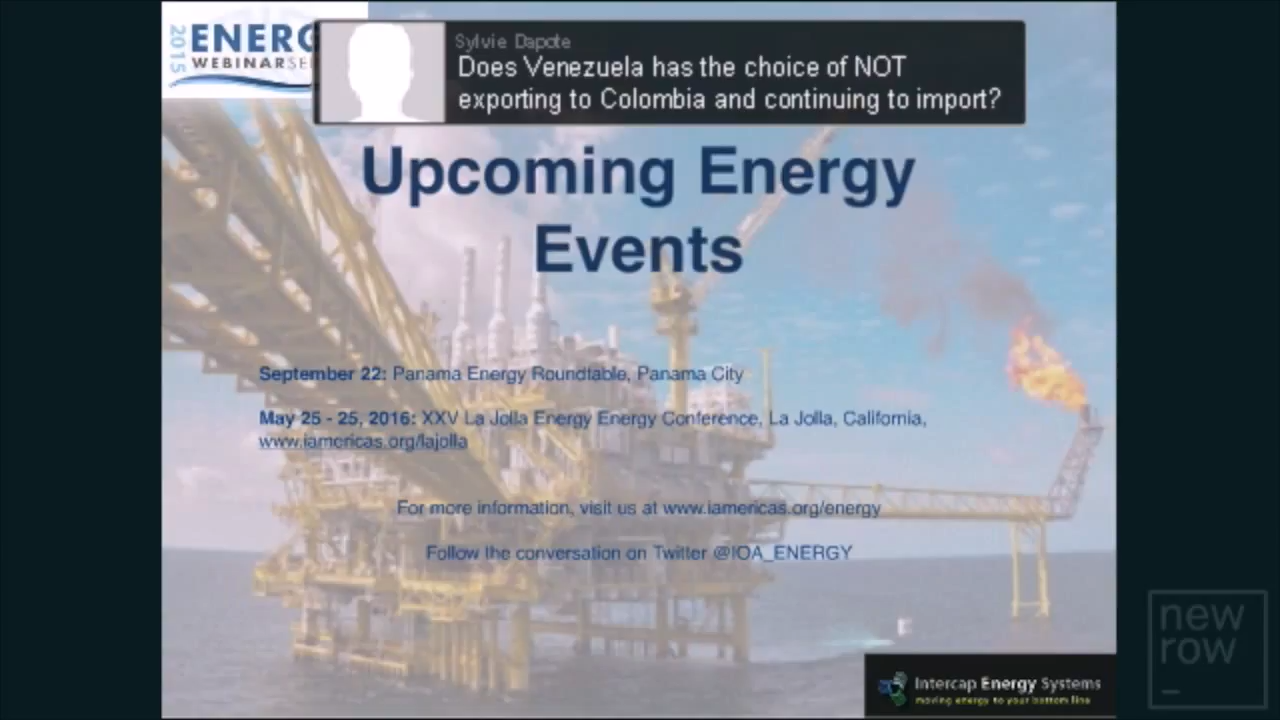 2015
ENERG
WEBINAR SE
Sylvie Dapote
Does Venezuela has the choice of NOT
exporting to Colombia and continuing to import?
Upcoming Energy
Events
September 22: Panama Energy Roundtable, Panama City
May 25 - 25, 2016: XXV La Jolla Energy Energy Conference, La Jolla, California,
www.iamericas.org/lajolla
For more information, visit us at www.iamericas.org/energy
Follow the conversation on Twitter @IOA_ENERGY
Intercap Energy Systems
moving energy to your bottom line
new
row